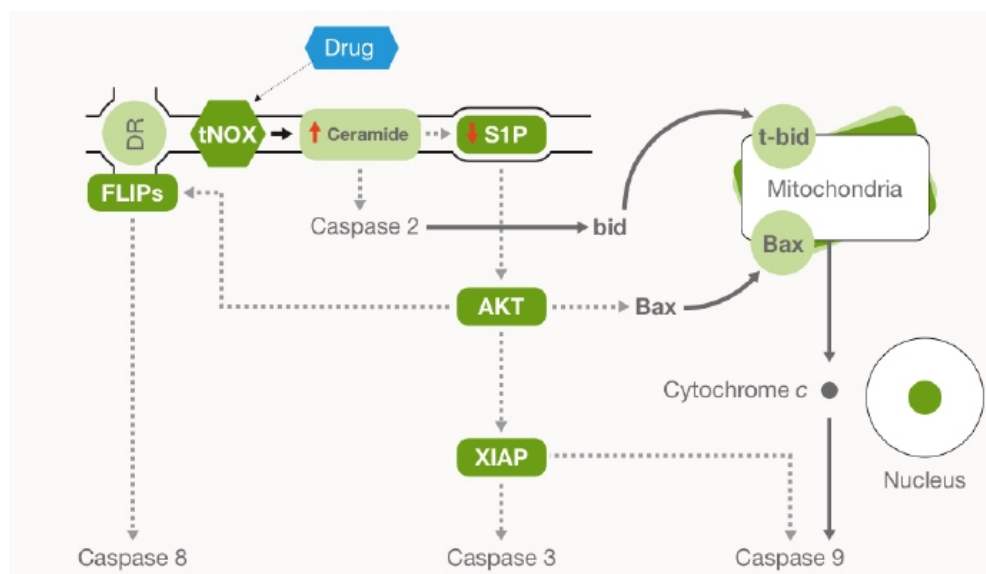 Drug
DR
tNOX
Ceramide
S1P
t-bid
Mitochondria
FLIPs
Caspase 2
bid
Bax
AKT
Bax
Cytochrome c
XIAP
Nucleus
Caspase 8
Caspase 3
Caspase 9